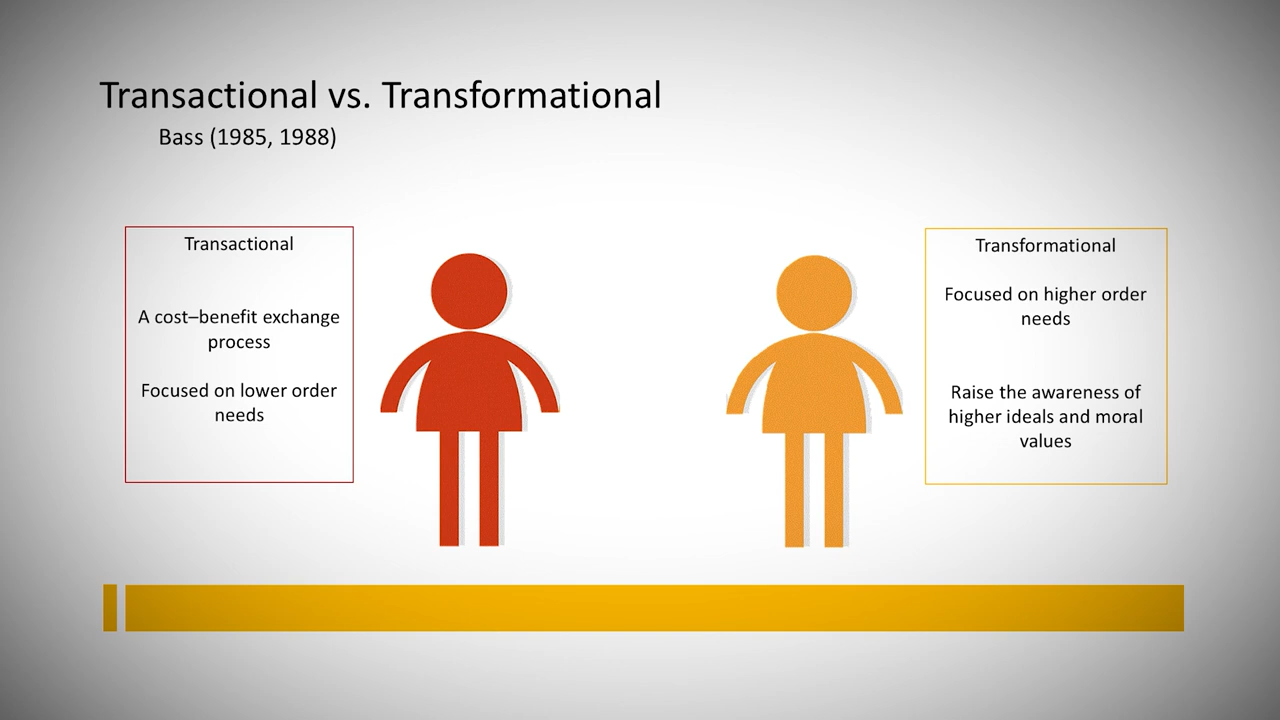 Transactional vs. Transformational
Bass (1985, 1988)
Transactional
A cost–benefit exchange
process
Focused on lower order
needs
Transformational
Focused on higher order
needs
Raise the awareness of
higher ideals and moral
values